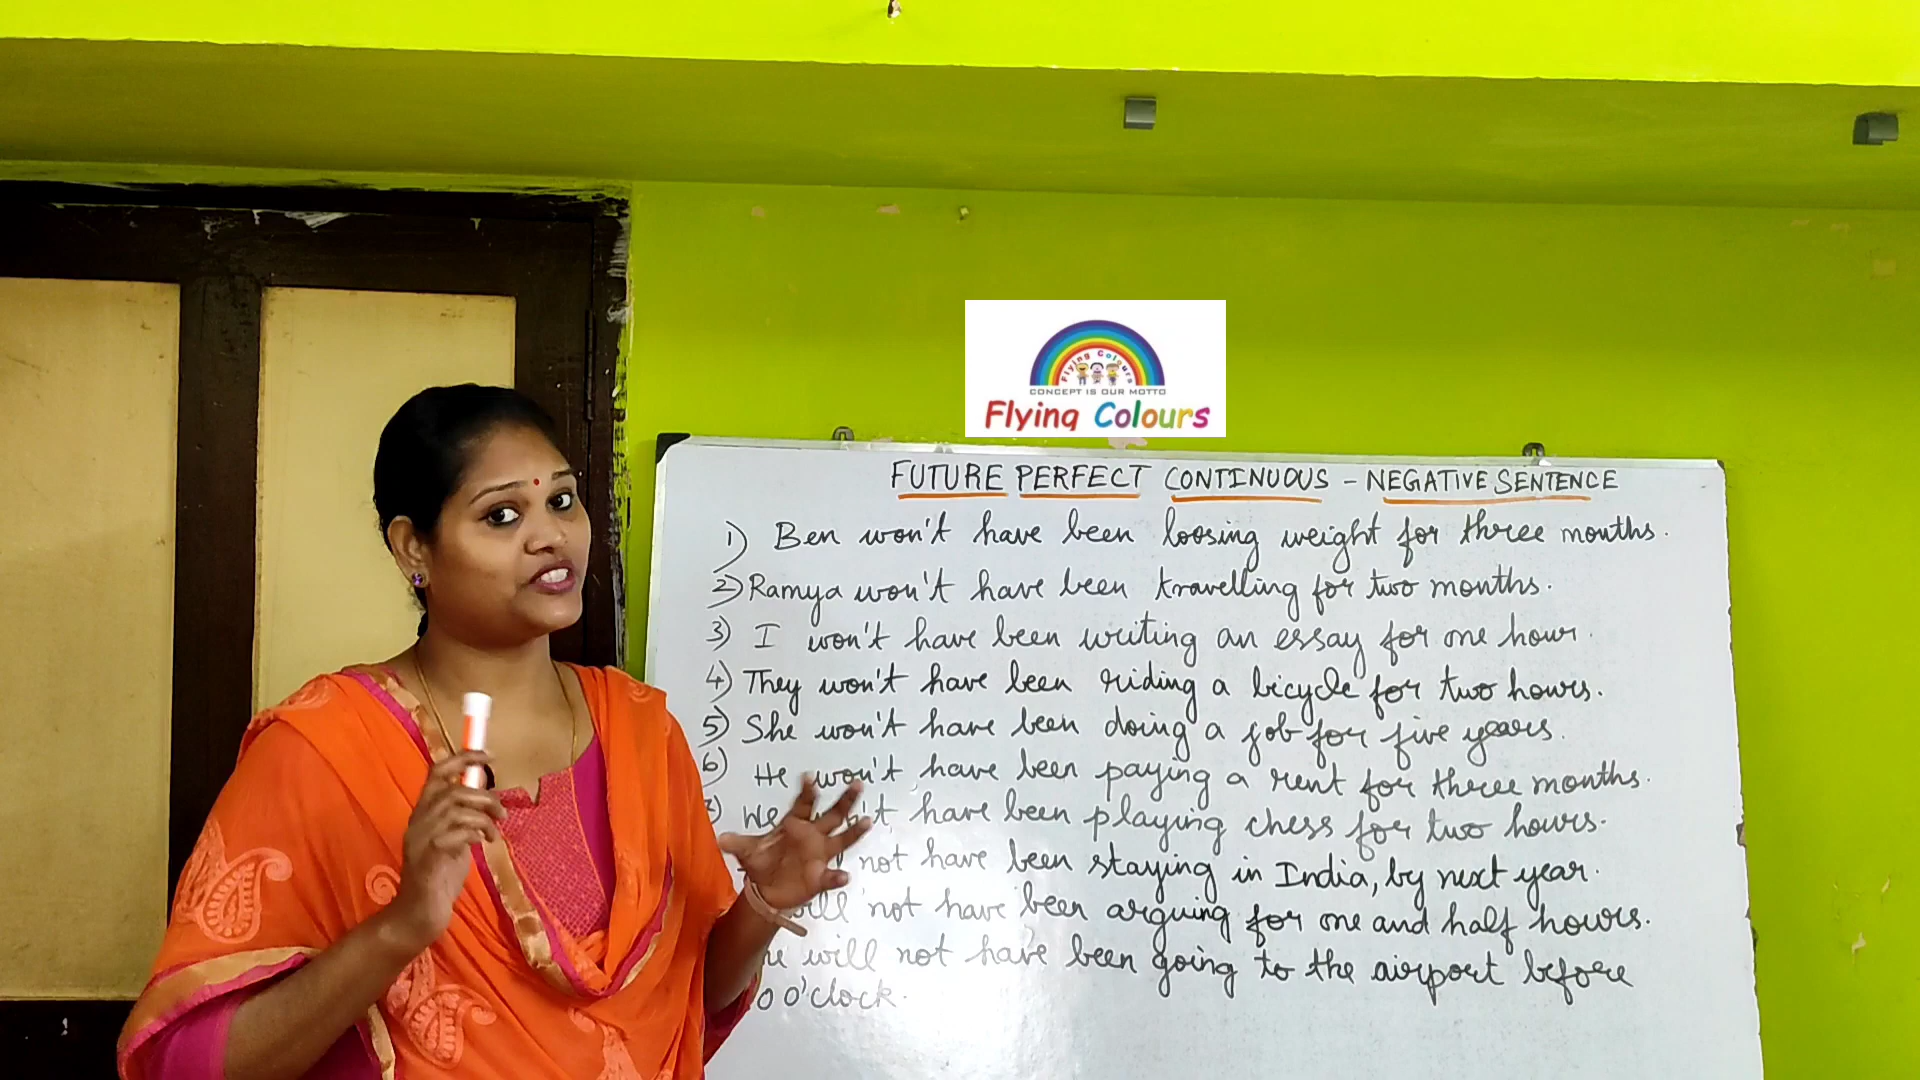 Flying Colours
CONCEPT IS OUR MOTTO
Flying Colours
FUTURE PERFECT CONTINUOUS - NEGATIVE SENTENCE
1) Ben won't have been loosing weight for three months.
2) Ramya won't have been travelling for two months.
3) I won't have been writing an essay for one hour.
4) They won't have been riding a bicycle for two hours.
5) She won't have been doing a job for five years.
6) He won't have been paying a rent for three months.
We have been playing chess for two hours.
not have been staying in India, by next year.
will not have been arguing for one and half hours.
will not have been going to the airport before
o'clock.